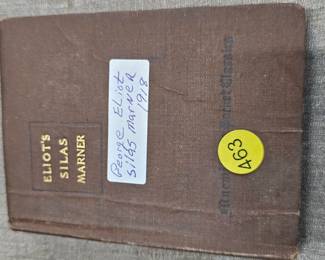 ELIOT'S
SILAS
MARNER
George Eliot
Silas Marner
1918
463